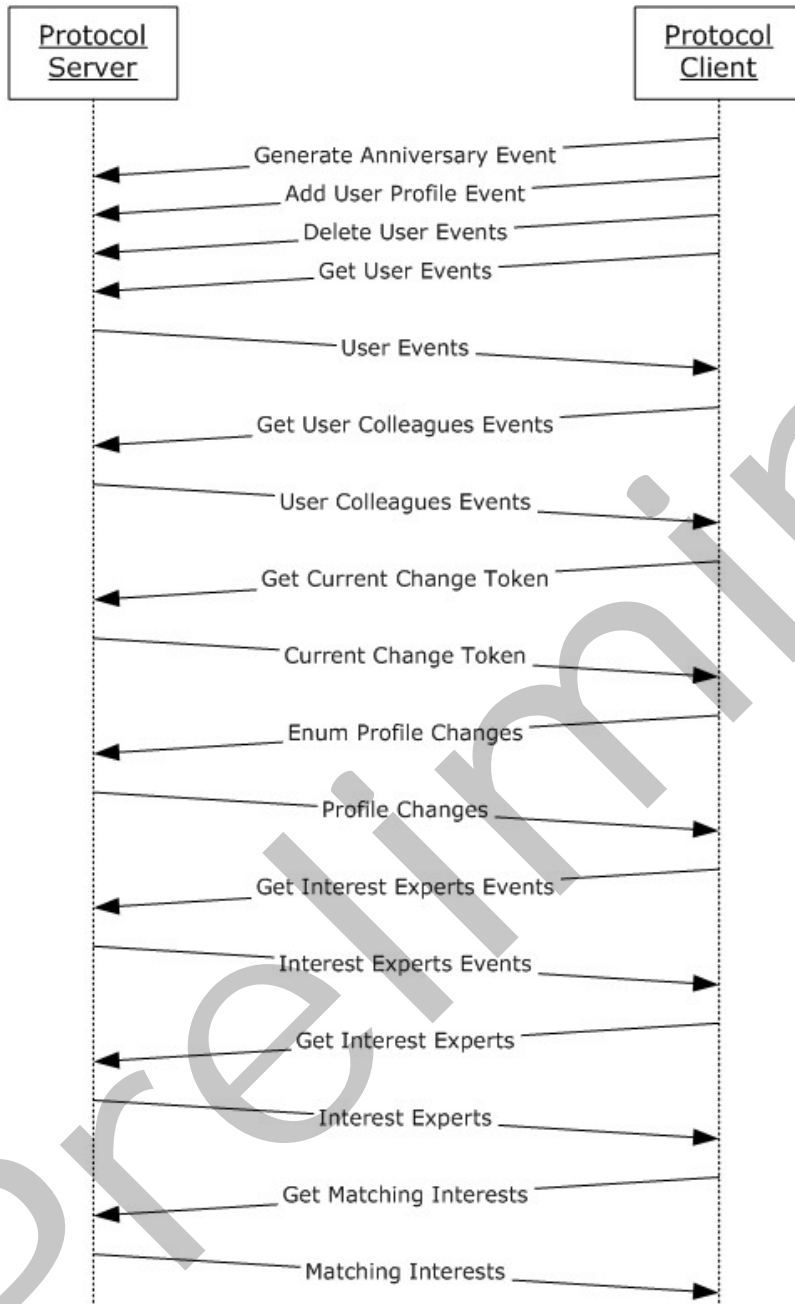 Protocol
Server
Protocol
Client
Generate Anniversary Event
Add User Profile Event
Delete User Events
Get User Events
User Events
Get User Colleagues Events
User Colleagues Events
Get Current Change Token
Current Change Token
Enum Profile Changes
Profile Changes
Get Interest Experts Events
Interest Experts Events
Get Interest Experts
Interest Experts
Get Matching Interests
Matching Interests
Prelimin